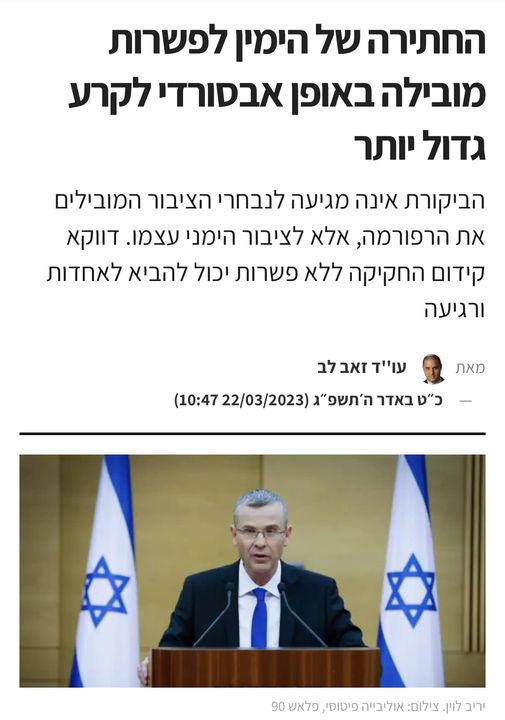 החתירה של הימין לפשרות
מובילה באופן אבסורדי לקרע
גדול יותר
הביקורת אינה מגיעה לנבחרי הציבור המובילים
את הרפורמה, אלא לציבור הימני עצמו. דווקא
קידום החקיקה ללא פשרות יכול להביא לאחדות
ורגיעה
מאת עו''ד זאב לב
— כ״ט באדר ה׳תשפ״ג (22/03/2023 10:47)
יריב לוין. צילום: אוליבייה פיטוסי, פלאש 90